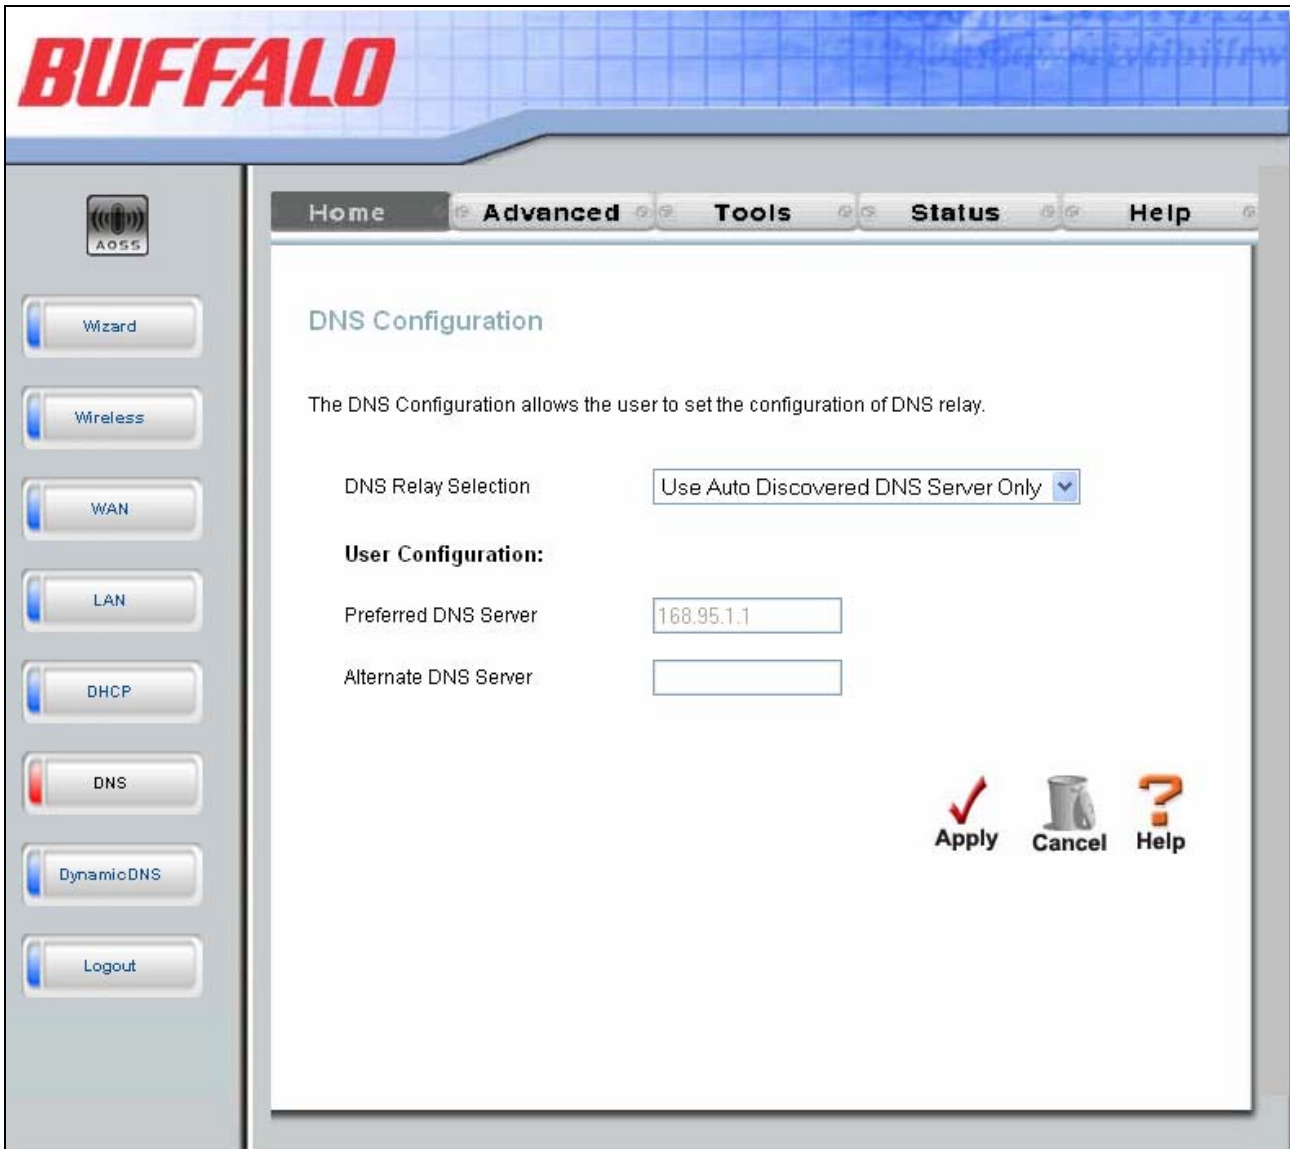 BUFFALO
AOSS
Home Advanced Tools Status Help
Wizard
Wireless
WAN
LAN
DHCP
DNS
DynamicDNS
Logout
DNS Configuration
The DNS Configuration allows the user to set the configuration of DNS relay.
DNS Relay Selection Use Auto Discovered DNS Server Only
User Configuration:
Preferred DNS Server 168.95.1.1
Alternate DNS Server
Apply Cancel Help